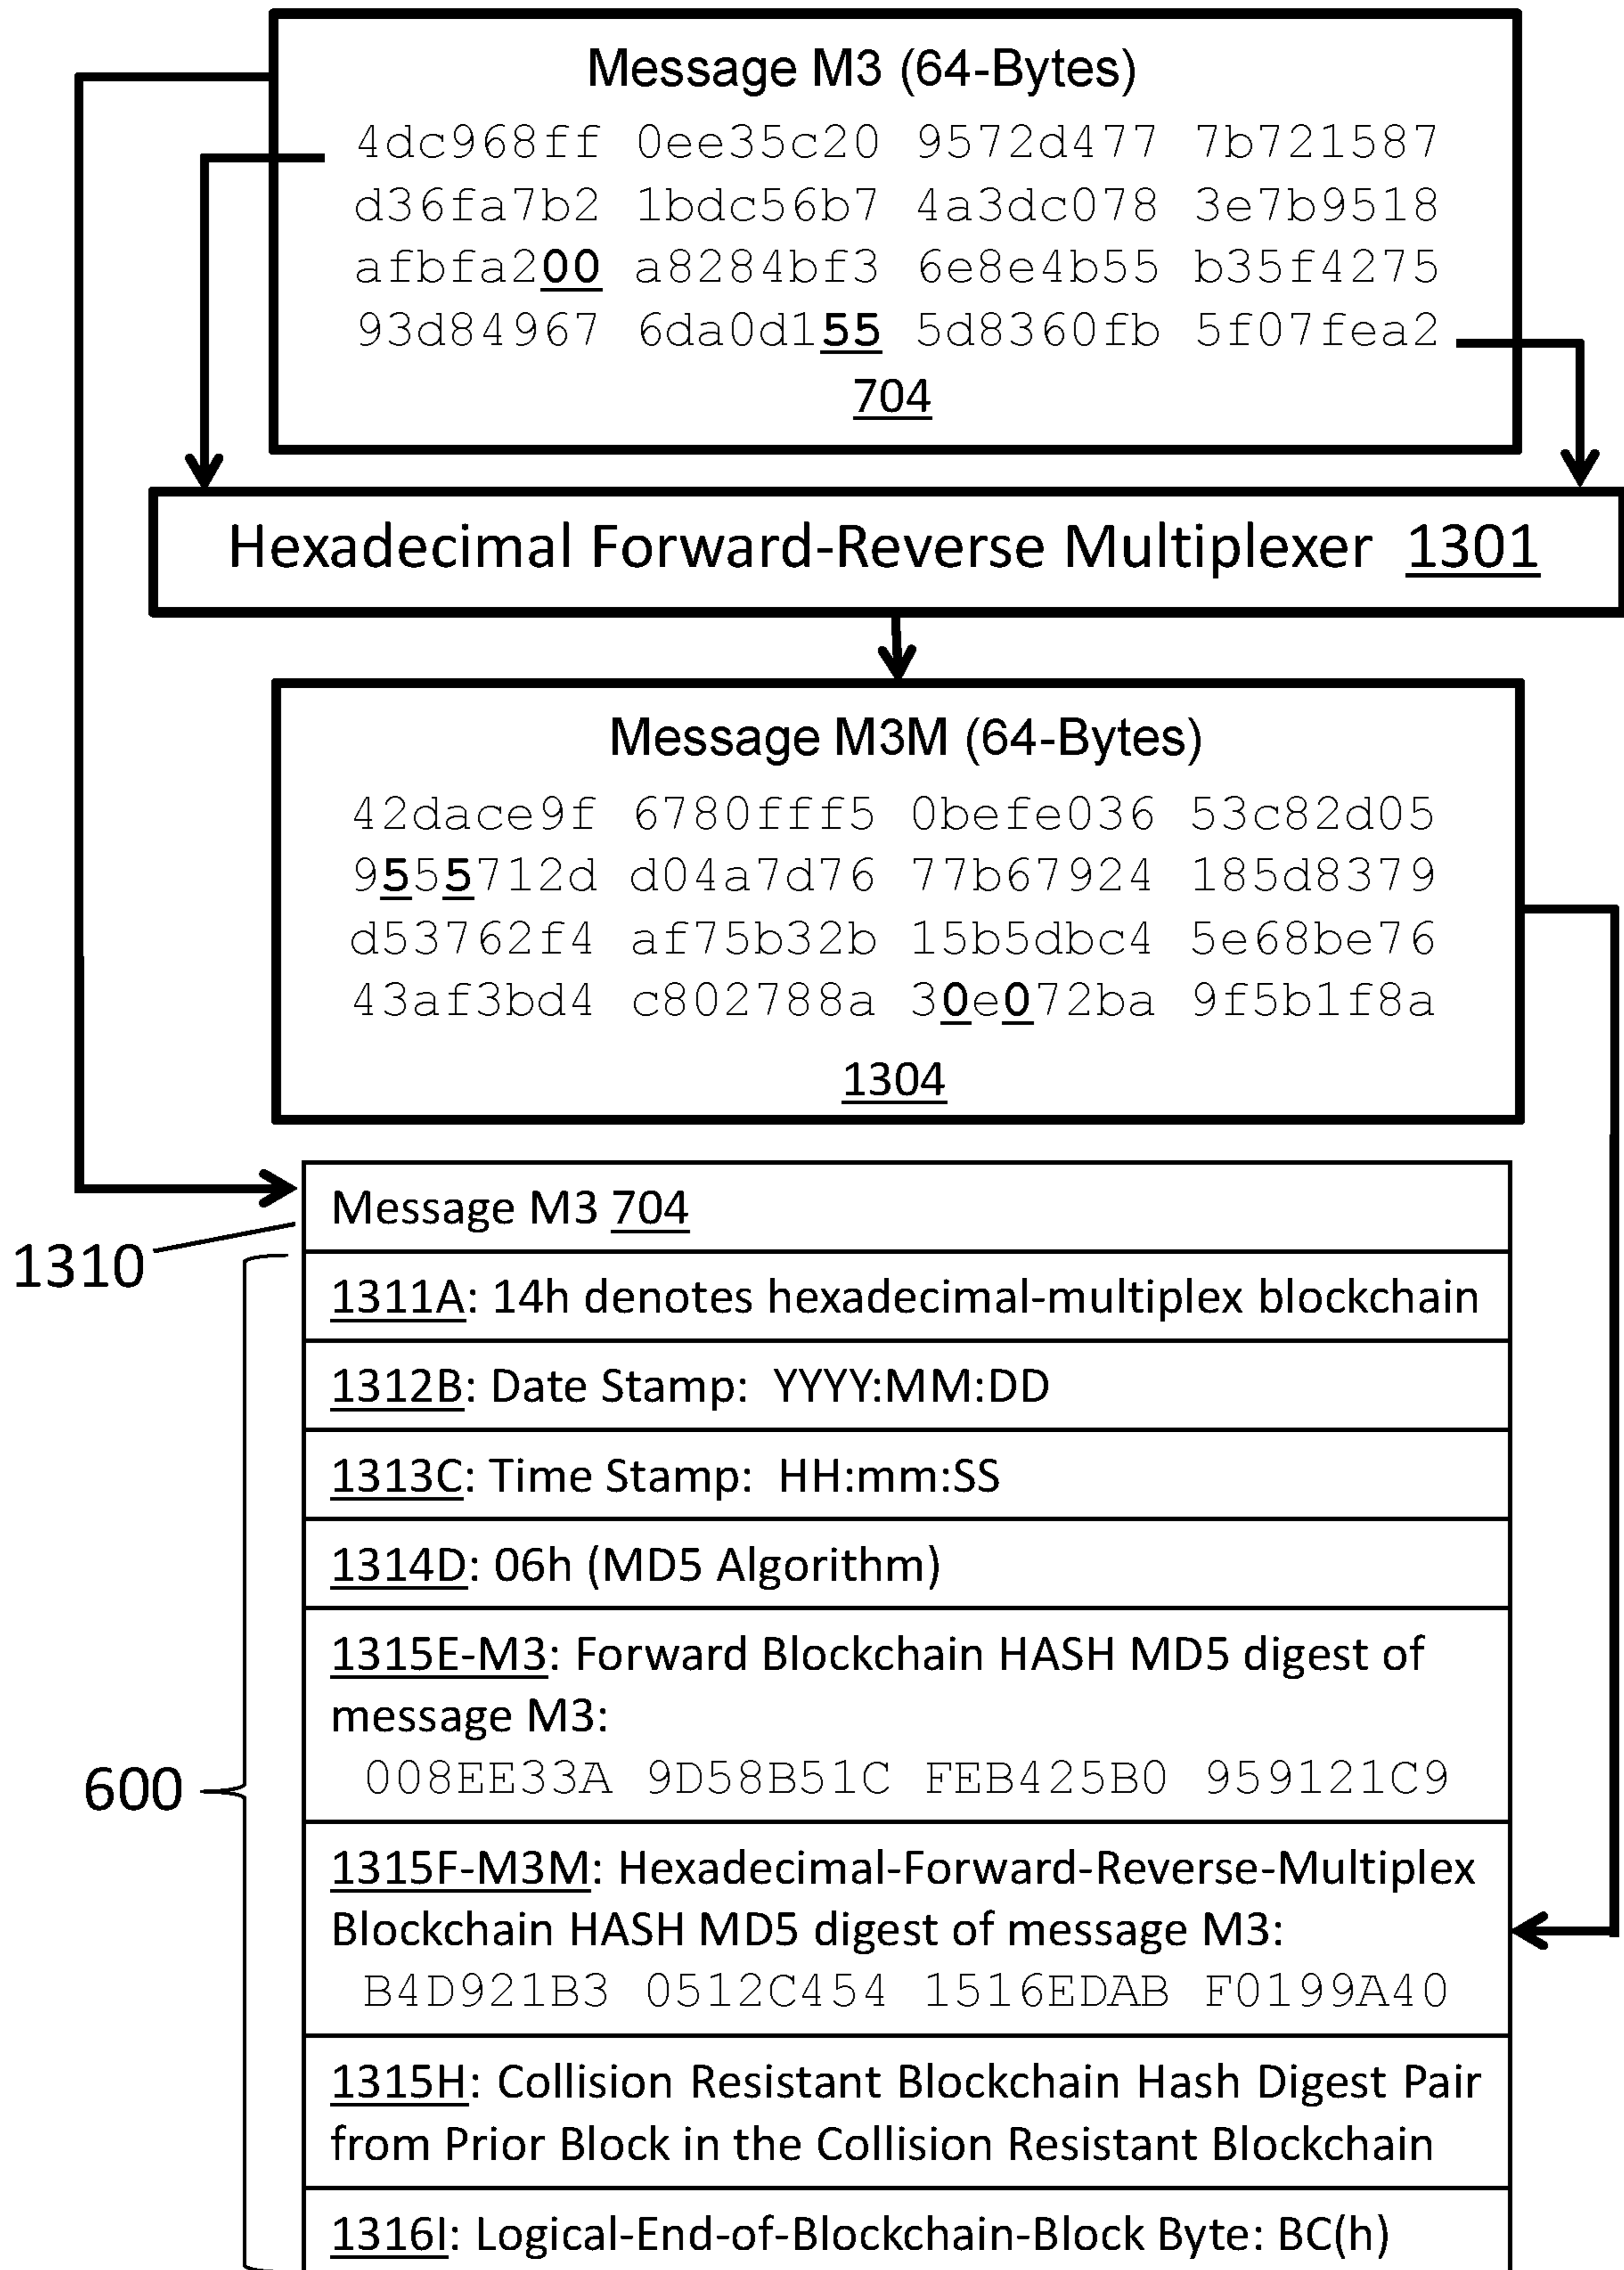 Message M3 (64-Bytes)
4dc968ff 0ee35c20 9572d477 7b721587
d36fa7b2 1bdc56b7 4a3dc078 3e7b9518
afbfa200 a8284bf3 6e8e4b55 b35f4275
93d84967 6da0d155 5d8360fb 5f07fea2
704
Hexadecimal Forward-Reverse Multiplexer 1301
Message M3M (64-Bytes)
42dace9f 6780fff5 0befe036 53c82d05
9555712d d04a7d76 77b67924 185d8379
d53762f4 af75b32b 15b5dbc4 5e68be76
43af3bd4 c802788a 30e072ba 9f5b1f8a
1304
Message M3 704
1310
1311A: 14h denotes hexadecimal-multiplex blockchain
1312B: Date Stamp: YYYY:MM:DD
1313C: Time Stamp: HH:mm:SS
1314D: 06h (MD5 Algorithm)
1315E-M3: Forward Blockchain HASH MD5 digest of
message M3:
008EE33A 9D58B51C FEB425B0 959121C9
600
1315F-M3M: Hexadecimal-Forward-Reverse-Multiplex
Blockchain HASH MD5 digest of message M3:
B4D921B3 0512C454 1516EDAB F0199A40
1315H: Collision Resistant Blockchain Hash Digest Pair
from Prior Block in the Collision Resistant Blockchain
1316I: Logical-End-of-Blockchain-Block Byte: BC(h)